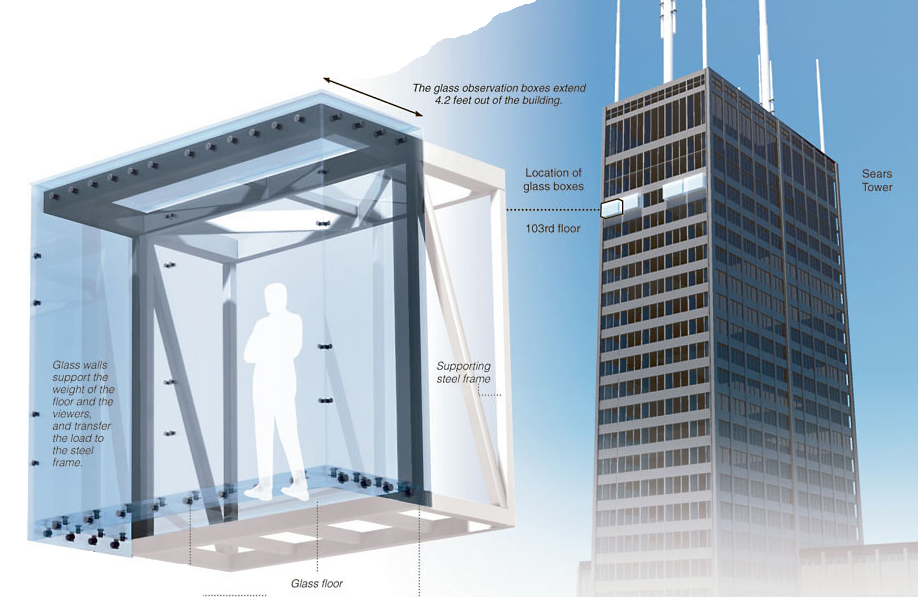 The glass observation boxes extend
4.2 feet out of the building.
Location of
glass boxes
103rd floor
Sears
Tower
Glass walls
support the
weight of the
floor and the
viewers,
and transfer
the load to
the steel
frame.
Supporting
steel frame
Glass floor